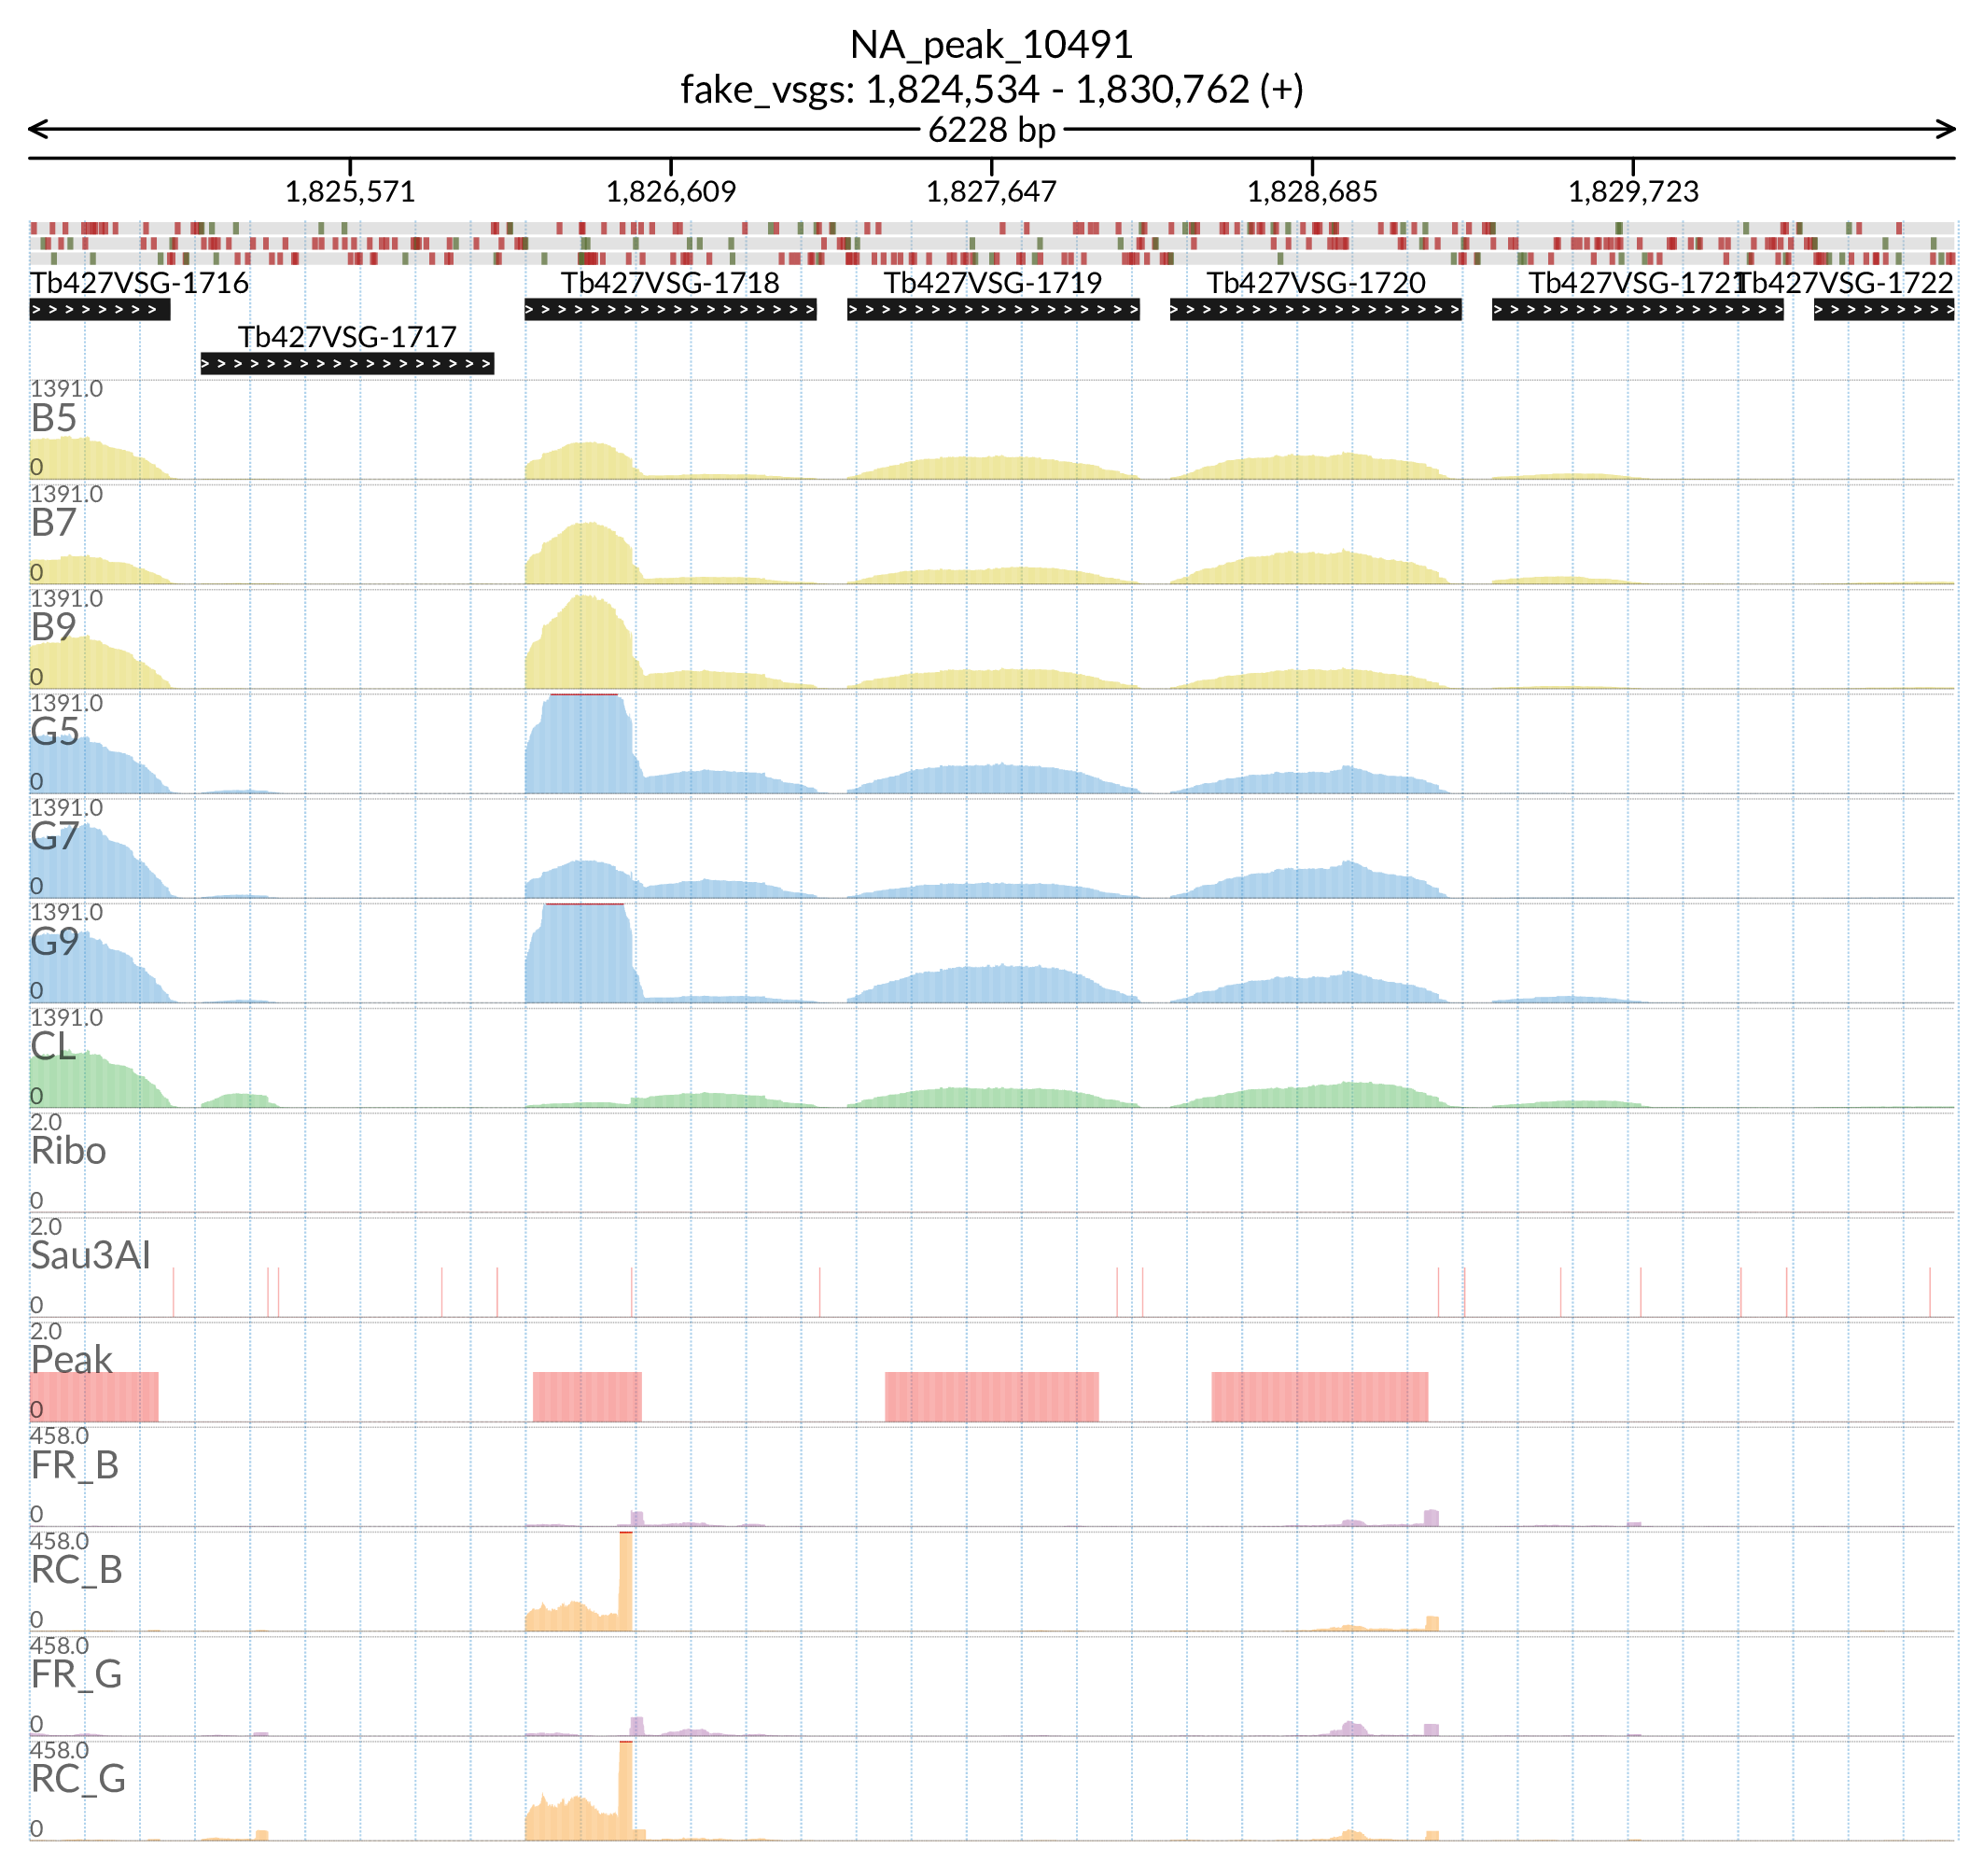 NA_peak_10491
fake_vsgs: 1,824,534 - 1,830,762 (+)
6228 bp
1,825,571 1,826,609 1,827,647 1,828,685 1,829,723
Tb427VSG-1716 Tb427VSG-1718 Tb427VSG-1719 Tb427VSG-1720 Tb427VSG-1721 Tb427VSG-1722
Tb427VSG-1717
1391.0
B5
0
1391.0
B7
0
1391.0
B9
0
1391.0
G5
0
1391.0
G7
0
1391.0
G9
0
1391.0
CL
0
2.0
Ribo
0
2.0
Sau3AI
0
2.0
Peak
0
458.0
FR_B
0
458.0
RC_B
0
458.0
FR_G
0
458.0
RC_G
0